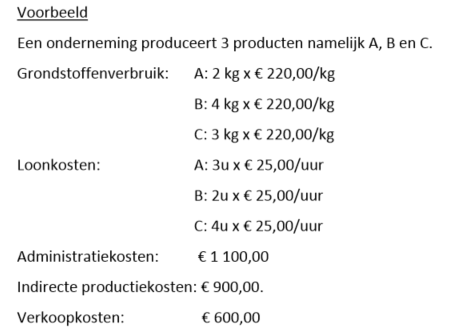 Voorbeeld
Een onderneming produceert 3 producten namelijk A, B en C.
Grondstoffenverbruik: A: 2 kg x € 220,00/kg
B: 4 kg x € 220,00/kg
C: 3 kg x € 220,00/kg
Loonkosten: A: 3u x € 25,00/uur
B: 2u x € 25,00/uur
C: 4u x € 25,00/uur
Administratiekosten: € 1 100,00
Indirecte productiekosten: € 900,00.
Verkoopkosten: € 600,00